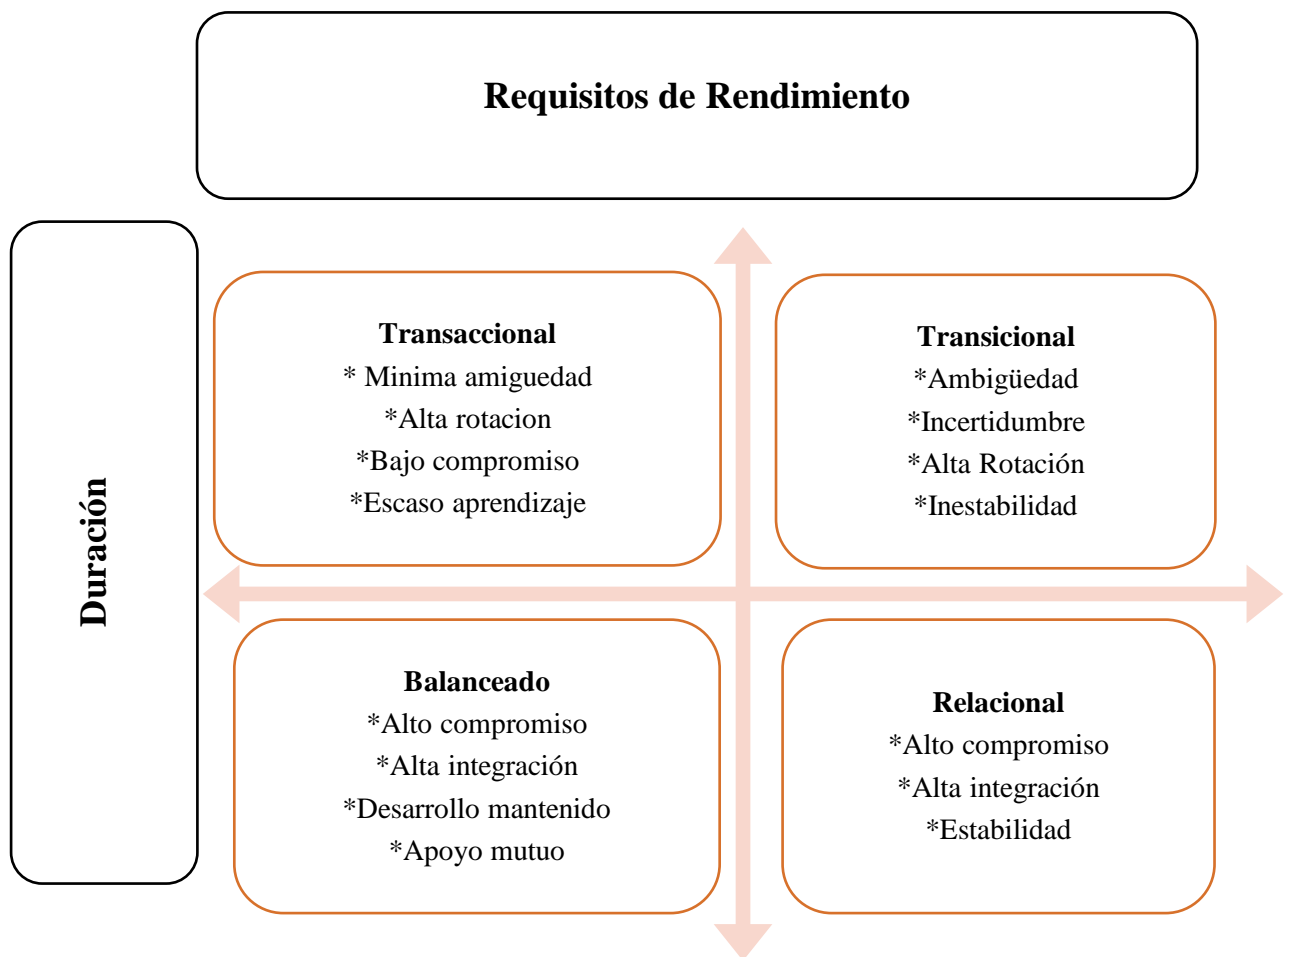 Requisitos de Rendimiento
Duración
Transaccional
* Minima amiguedad
*Alta rotacion
*Bajo compromiso
*Escaso aprendizaje
Transicional
*Ambigüedad
*Incertidumbre
*Alta Rotación
*Inestabilidad
Balanceado
*Alto compromiso
*Alta integración
*Desarrollo mantenido
*Apoyo mutuo
Relacional
*Alto compromiso
*Alta integración
*Estabilidad